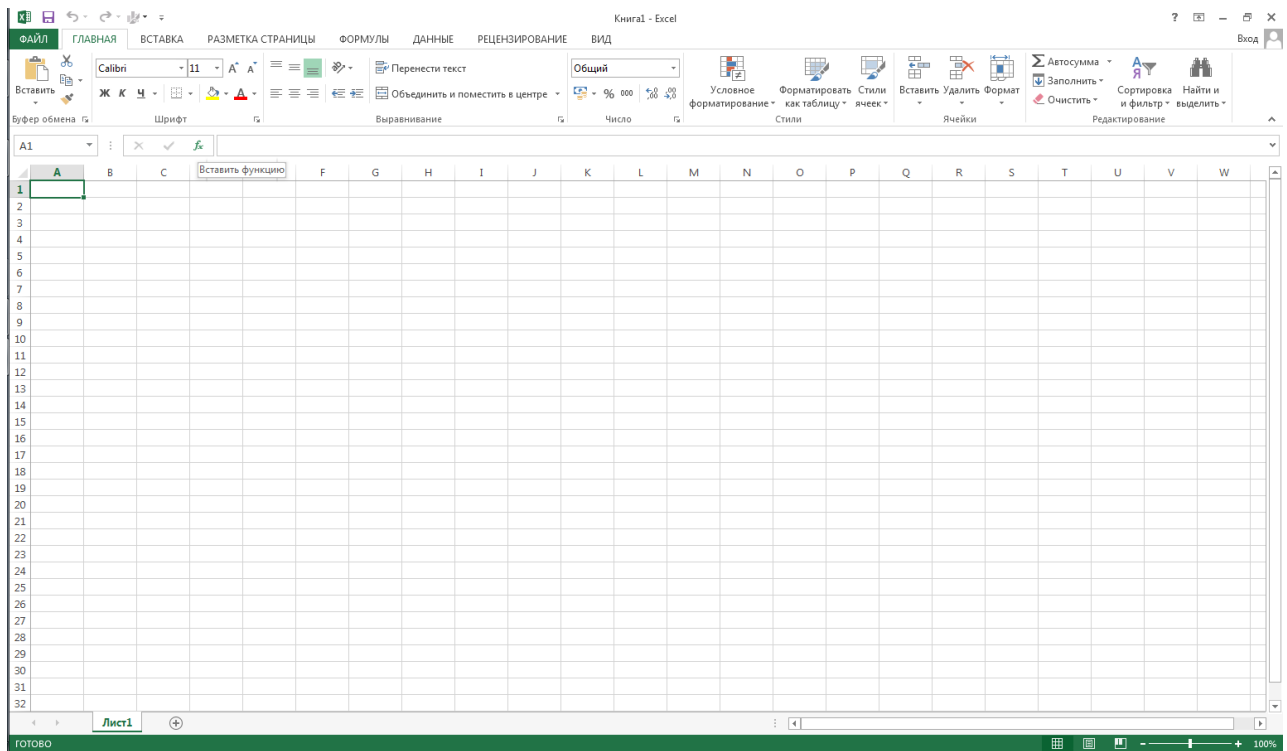 Книга1 - Excel
?
ФАЙЛ ГЛАВНАЯ ВСТАВКА РАЗМЕТКА СТРАНИЦЫ ФОРМУЛЫ ДАННЫЕ РЕЦЕНЗИРОВАНИЕ ВИД Вход
Вставить
Calibri 11
Ж К Ч
Перенести текст
Объединить и поместить в центре
Общий
% 000
Условное форматирование
Форматировать как таблицу
Стили ячеек
Вставить Удалить Формат
Автосумма
Заполнить
Очистить
Сортировка и фильтр
Найти и выделить
Буфер обмена Шрифт Выравнивание Число Стили Ячейки Редактирование
A1 fx
Вставить функцию
A B C F G H I J K L M N O P Q R S T U V W
1
2
3
4
5
6
7
8
9
10
11
12
13
14
15
16
17
18
19
20
21
22
23
24
25
26
27
28
29
30
31
32
Лист1
ГОТОВО 100%